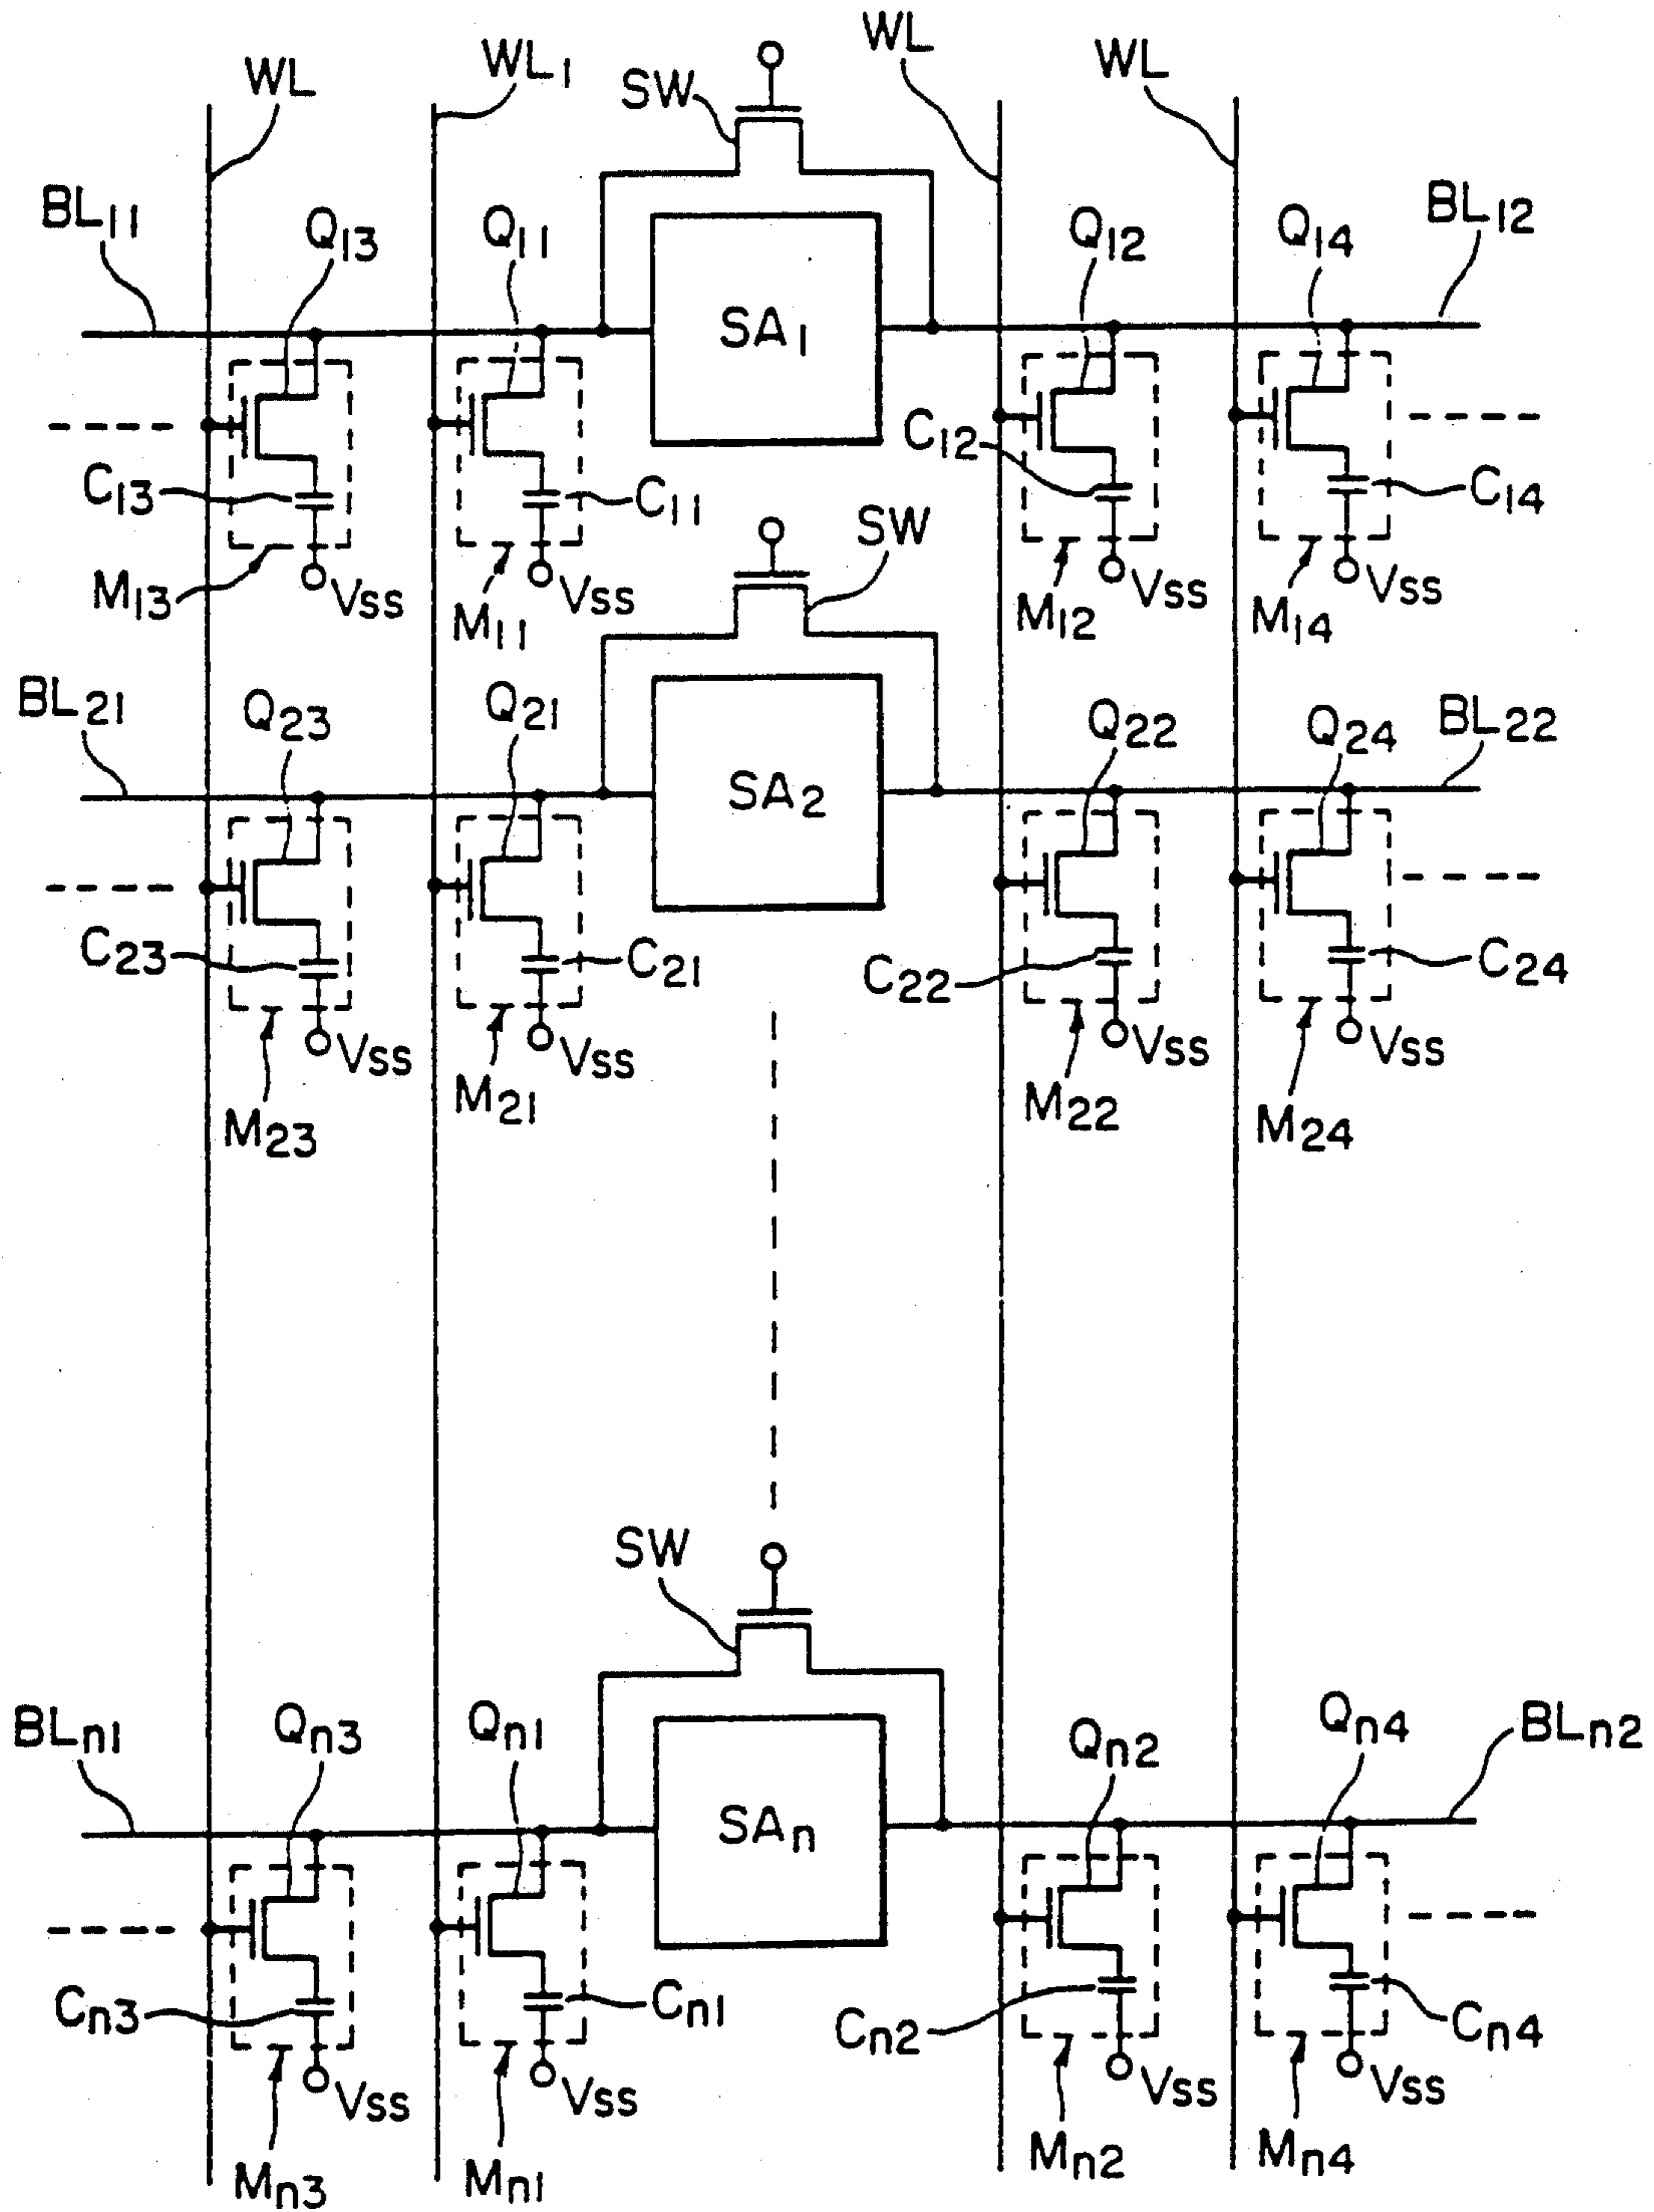 WL WL1 SW WL WL
BL11 Q13 Q11 Q12 Q14 BL12
SA1
C13 C11 C12 C14
M13 VSS M11 VSS SW M12 VSS M14 VSS
BL21 Q23 Q21 Q22 Q24 BL22
SA2
C23 C21 C22 C24
M23 VSS M21 VSS M22 VSS M24 VSS
SW
BLn1 Qn3 Qn1 Qn2 Qn4 BLn2
SAn
Cn3 Cn1 Cn2 Cn4
Mn3 VSS Mn1 VSS Mn2 VSS Mn4 VSS